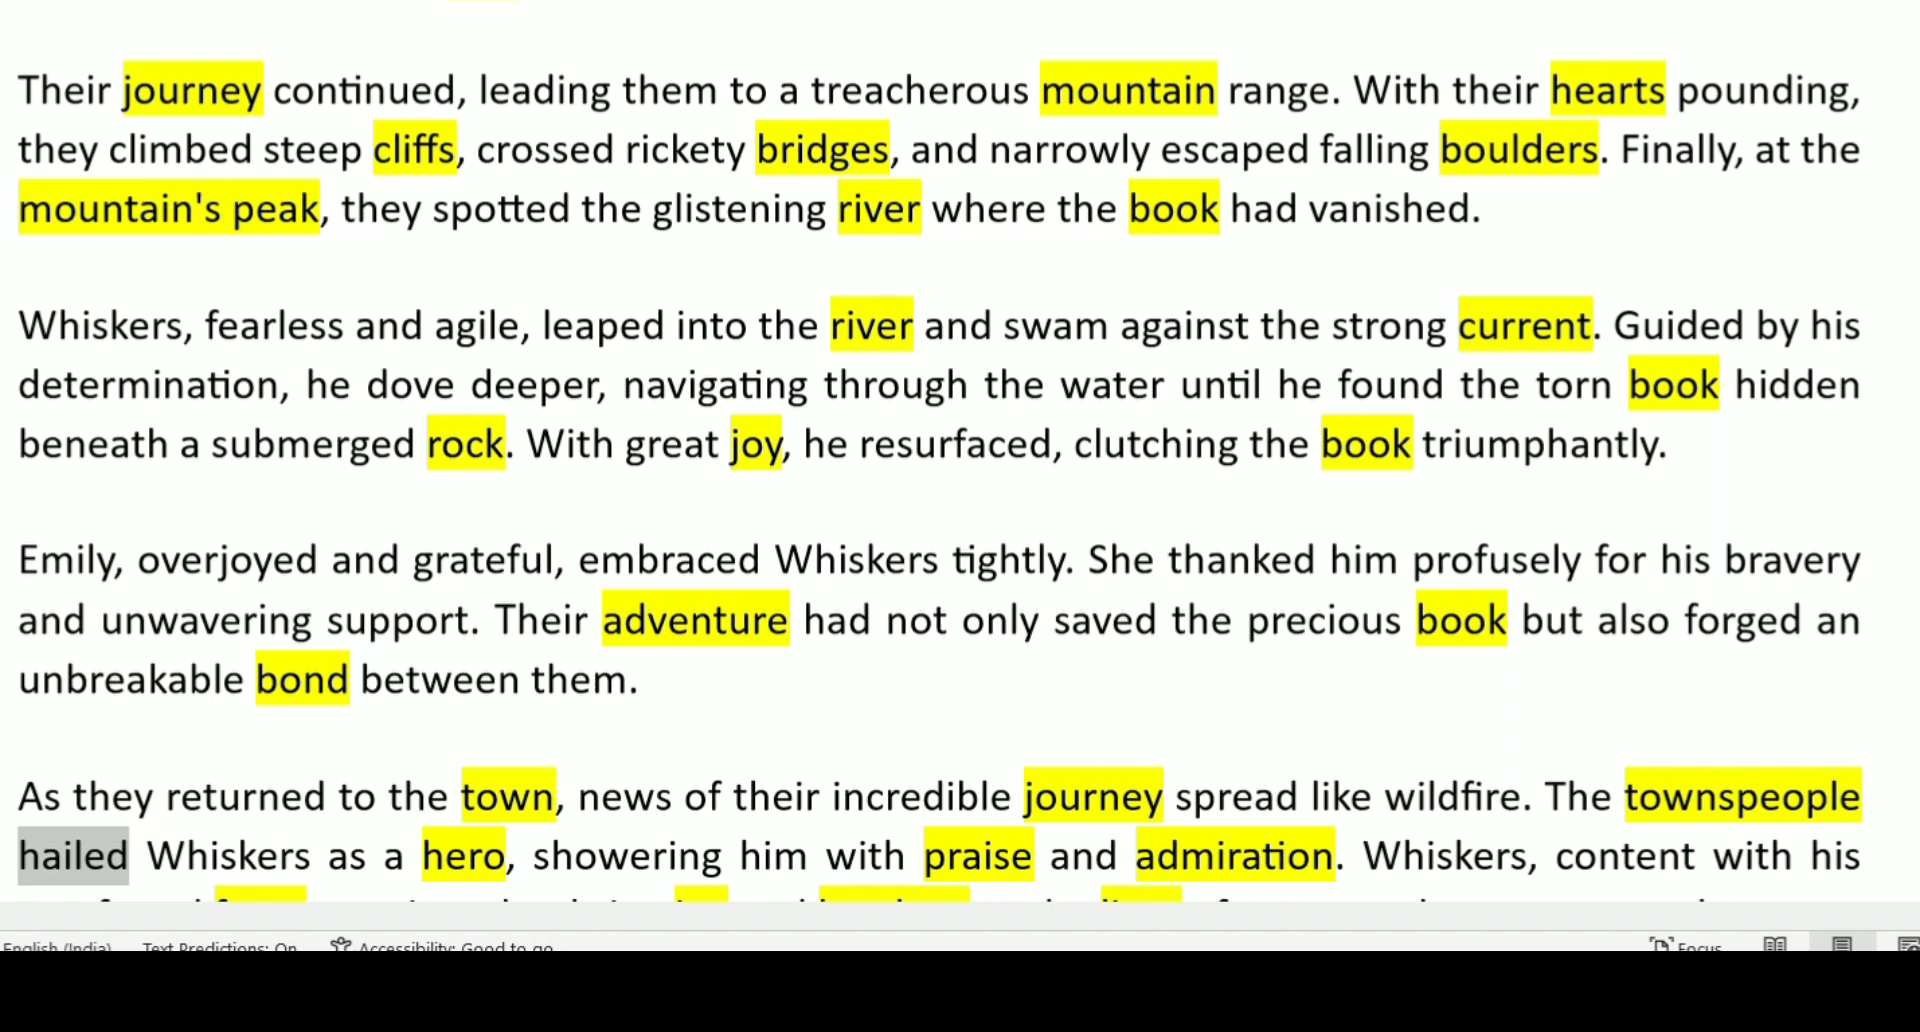 Their journey continued, leading them to a treacherous mountain range. With their hearts pounding,
they climbed steep cliffs, crossed rickety bridges, and narrowly escaped falling boulders. Finally, at the
mountain's peak, they spotted the glistening river where the book had vanished.
Whiskers, fearless and agile, leaped into the river and swam against the strong current. Guided by his
determination, he dove deeper, navigating through the water until he found the torn book hidden
beneath a submerged rock. With great joy, he resurfaced, clutching the book triumphantly.
Emily, overjoyed and grateful, embraced Whiskers tightly. She thanked him profusely for his bravery
and unwavering support. Their adventure had not only saved the precious book but also forged an
unbreakable bond between them.
As they returned to the town, news of their incredible journey spread like wildfire. The townspeople
hailed Whiskers as a hero, showering him with praise and admiration. Whiskers, content with his
English (India) Text Predictions: On Accessibility: Good to go Focus